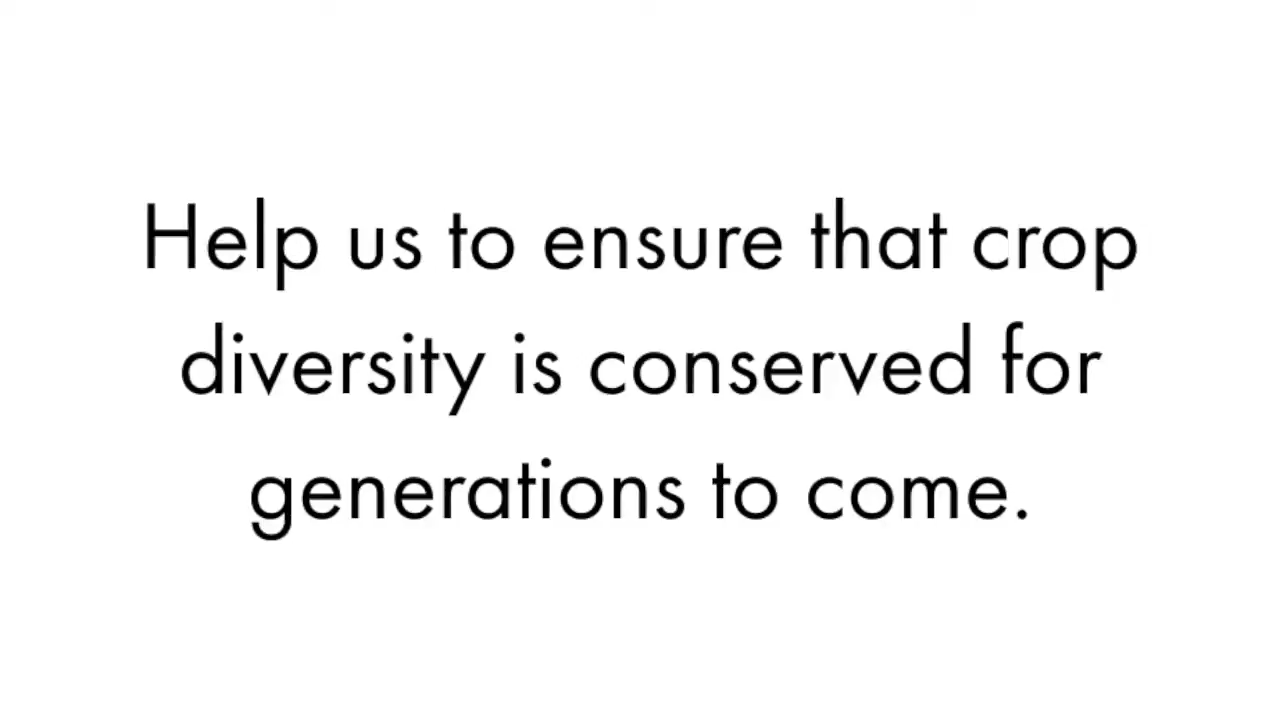 Help us to ensure that crop
diversity is conserved for
generations to come.